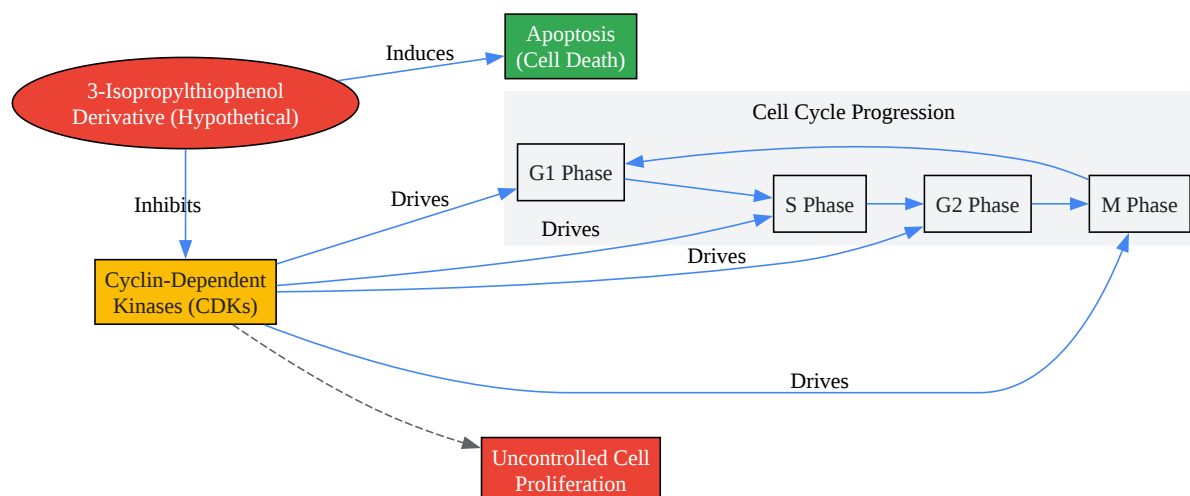 Apoptosis
(Cell Death)
Induces
3-Isopropylthiophenol
Derivative (Hypothetical)
Cell Cycle Progression
G1 Phase
S Phase
G2 Phase
M Phase
Inhibits
Drives
Drives
Drives
Cyclin-Dependent
Kinases (CDKs)
Drives
Uncontrolled Cell
Proliferation